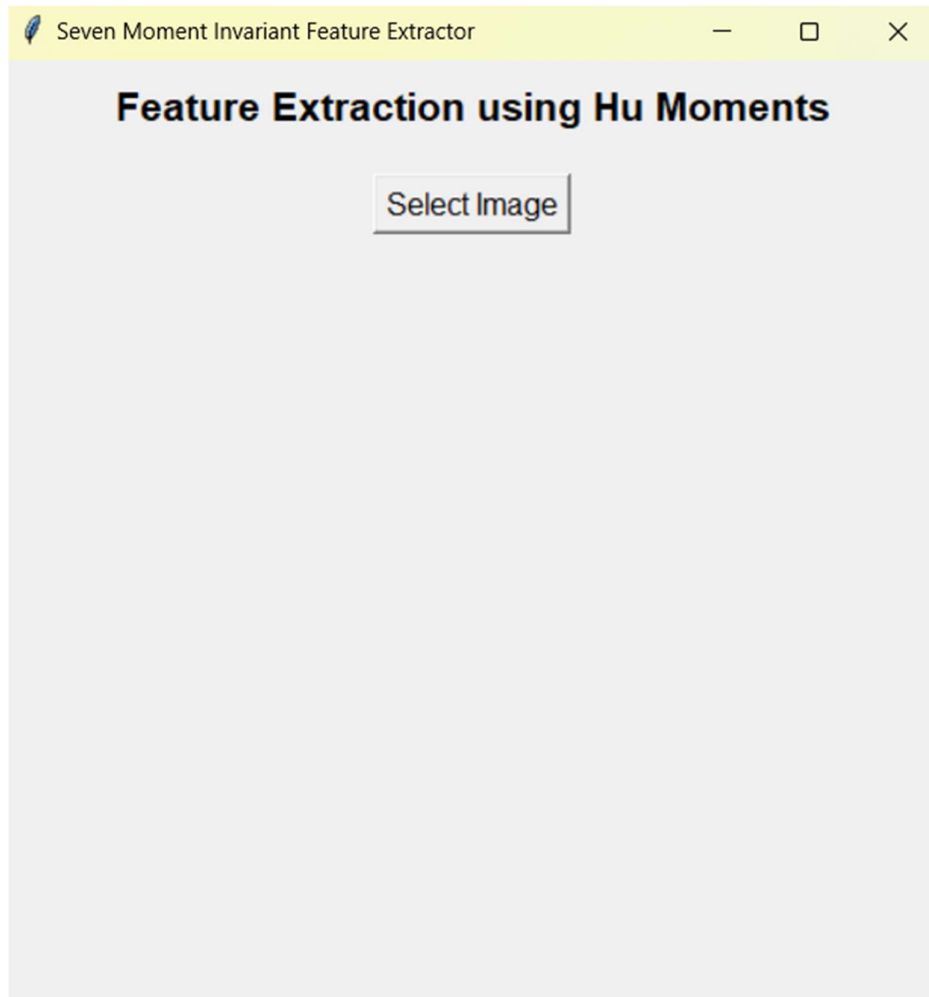 Seven Moment Invariant Feature Extractor
Feature Extraction using Hu Moments
Select Image